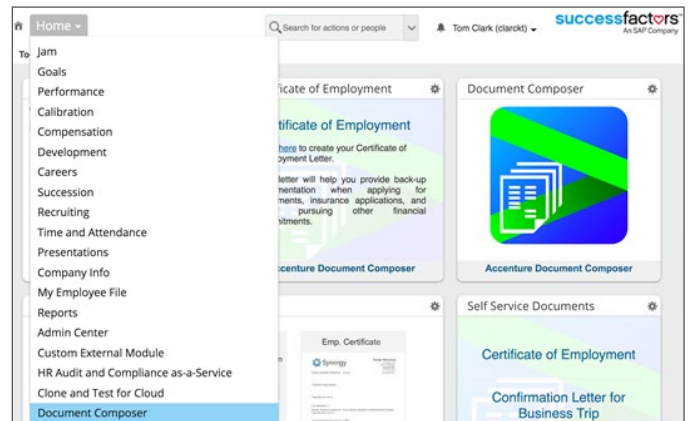 Home
Search for actions or people
Tom Clark (clarckt)
successfactors
An SAP Company
To
Jam
Goals
Performance
Calibration
Compensation
Development
Careers
Succession
Recruiting
Time and Attendance
Presentations
Company Info
My Employee File
Reports
Admin Center
Custom External Module
HR Audit and Compliance as-a-Service
Clone and Test for Cloud
Document Composer
ficate of Employment
tificate of Employment
here to create your Certificate of
oyment Letter.
letter will help you provide back-up
mentation when applying for
ments, insurance applications, and
pursuing other financial
mitments.
ccenture Document Composer
Document Composer
Accenture Document Composer
Emp. Certificate
Synergy
Self Service Documents
Certificate of Employment
Confirmation Letter for
Business Trip